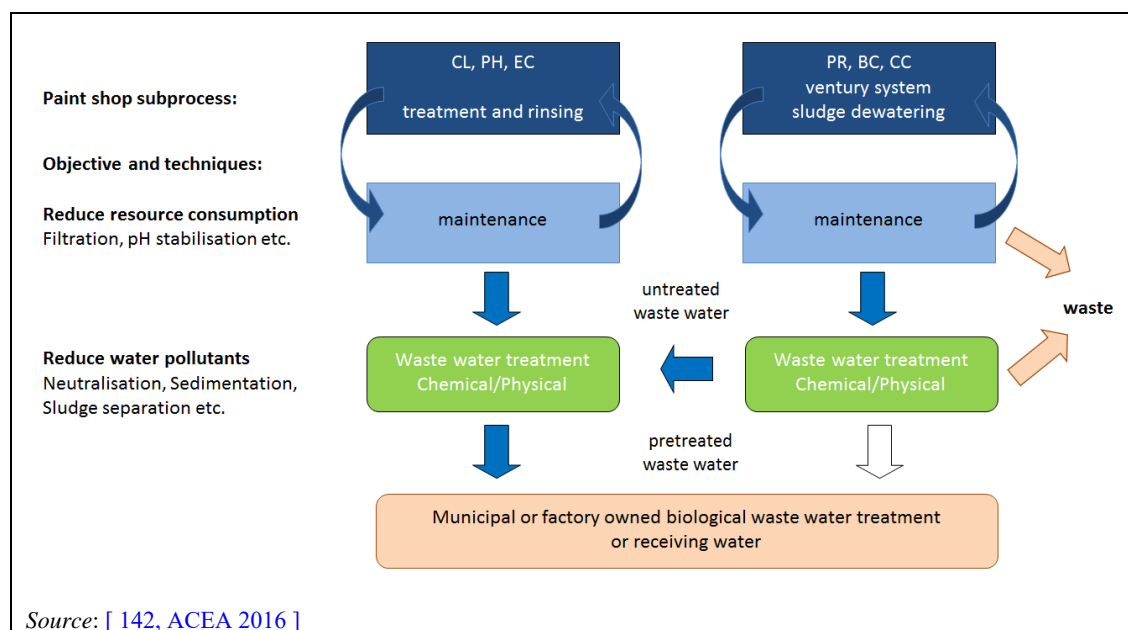 Paint shop subprocess:
CL, PH, EC
treatment and rinsing
PR, BC, CC
ventury system
sludge dewatering
Objective and techniques:
Reduce resource consumption
Filtration, pH stabilisation etc.
maintenance
maintenance
untreated
waste water
waste
Reduce water pollutants
Neutralisation, Sedimentation,
Sludge separation etc.
Waste water treatment
Chemical/Physical
Waste water treatment
Chemical/Physical
pretreated
waste water
Municipal or factory owned biological waste water treatment
or receiving water
Source: [ 142, ACEA 2016 ]